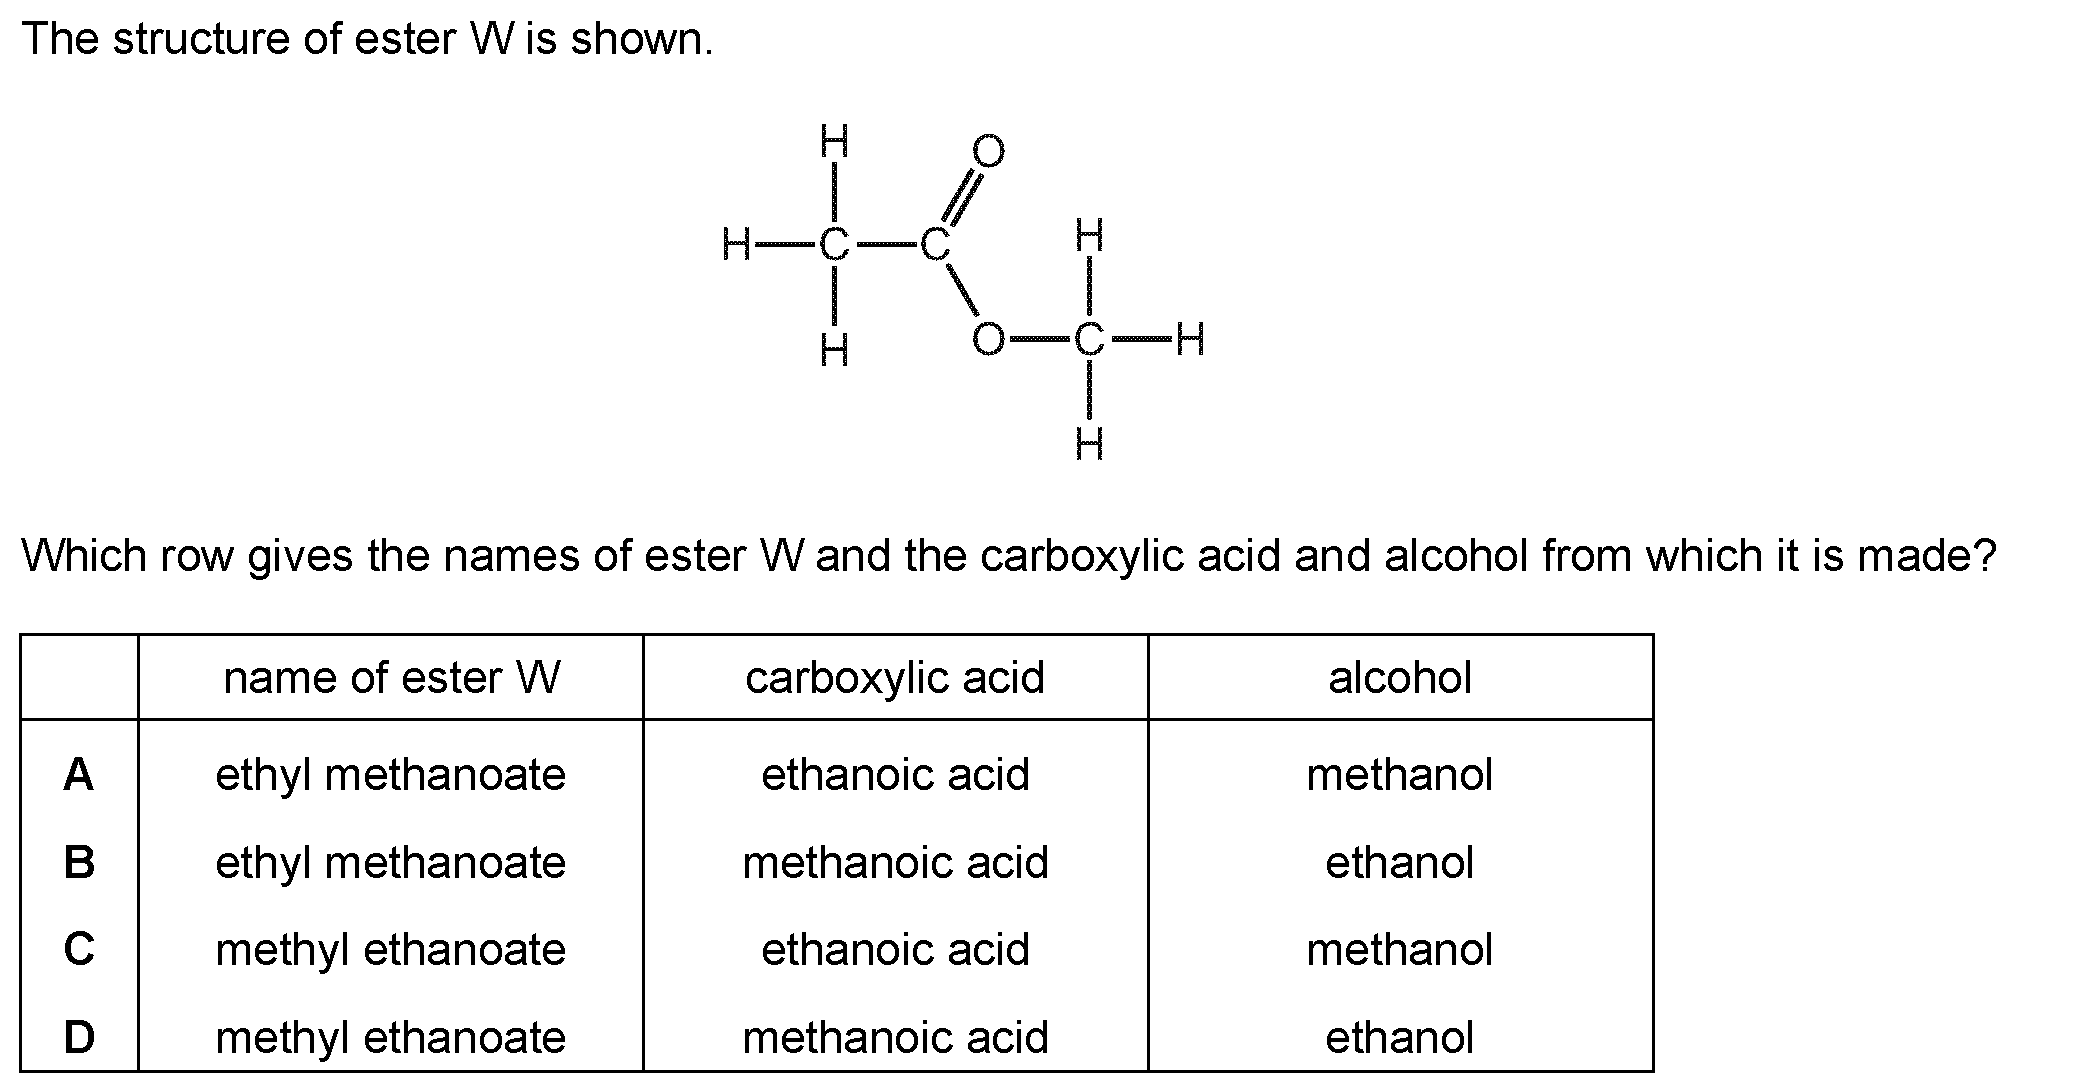 The structure of ester W is shown.
H O
H C C H
H O C H
H
Which row gives the names of ester W and the carboxylic acid and alcohol from which it is made?
name of ester W carboxylic acid alcohol
A ethyl methanoate ethanoic acid methanol
B ethyl methanoate methanoic acid ethanol
C methyl ethanoate ethanoic acid methanol
D methyl ethanoate methanoic acid ethanol